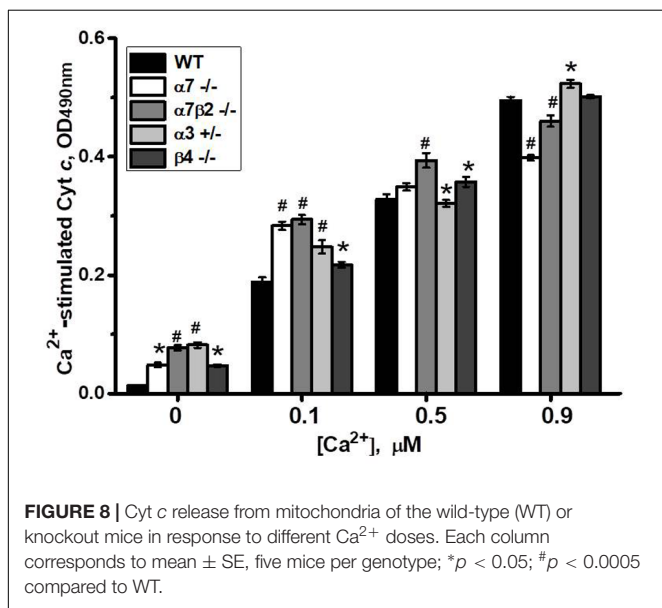 0.6
0.4
0.2
0.0
Ca²⁺-stimulated Cyt c, OD490nm
WT
α7 -/-
α7β2 -/-
α3 +/-
β4 -/-
* # # *
# # # *
# * *
# # *
0 0.1 0.5 0.9
[Ca²⁺], μM
FIGURE 8 | Cyt c release from mitochondria of the wild-type (WT) or
knockout mice in response to different Ca²⁺ doses. Each column
corresponds to mean ± SE, five mice per genotype; *p < 0.05; #p < 0.0005
compared to WT.